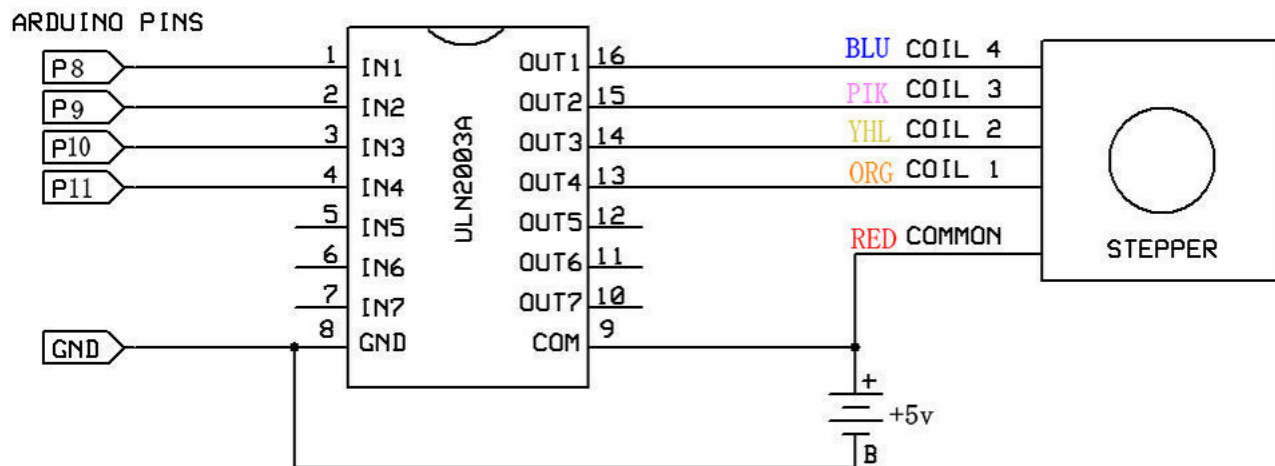 ARDUINO PINS
P8 1 IN1 OUT1 16 BLU COIL 4
P9 2 IN2 OUT2 15 PIK COIL 3
P10 3 IN3 OUT3 14 YHL COIL 2
P11 4 IN4 OUT4 13 ORG COIL 1
5 IN5 OUT5 12
6 IN6 OUT6 11
7 IN7 OUT7 10
GND 8 GND COM 9
ULN2003A
RED COMMON
STEPPER
+
+5v
B